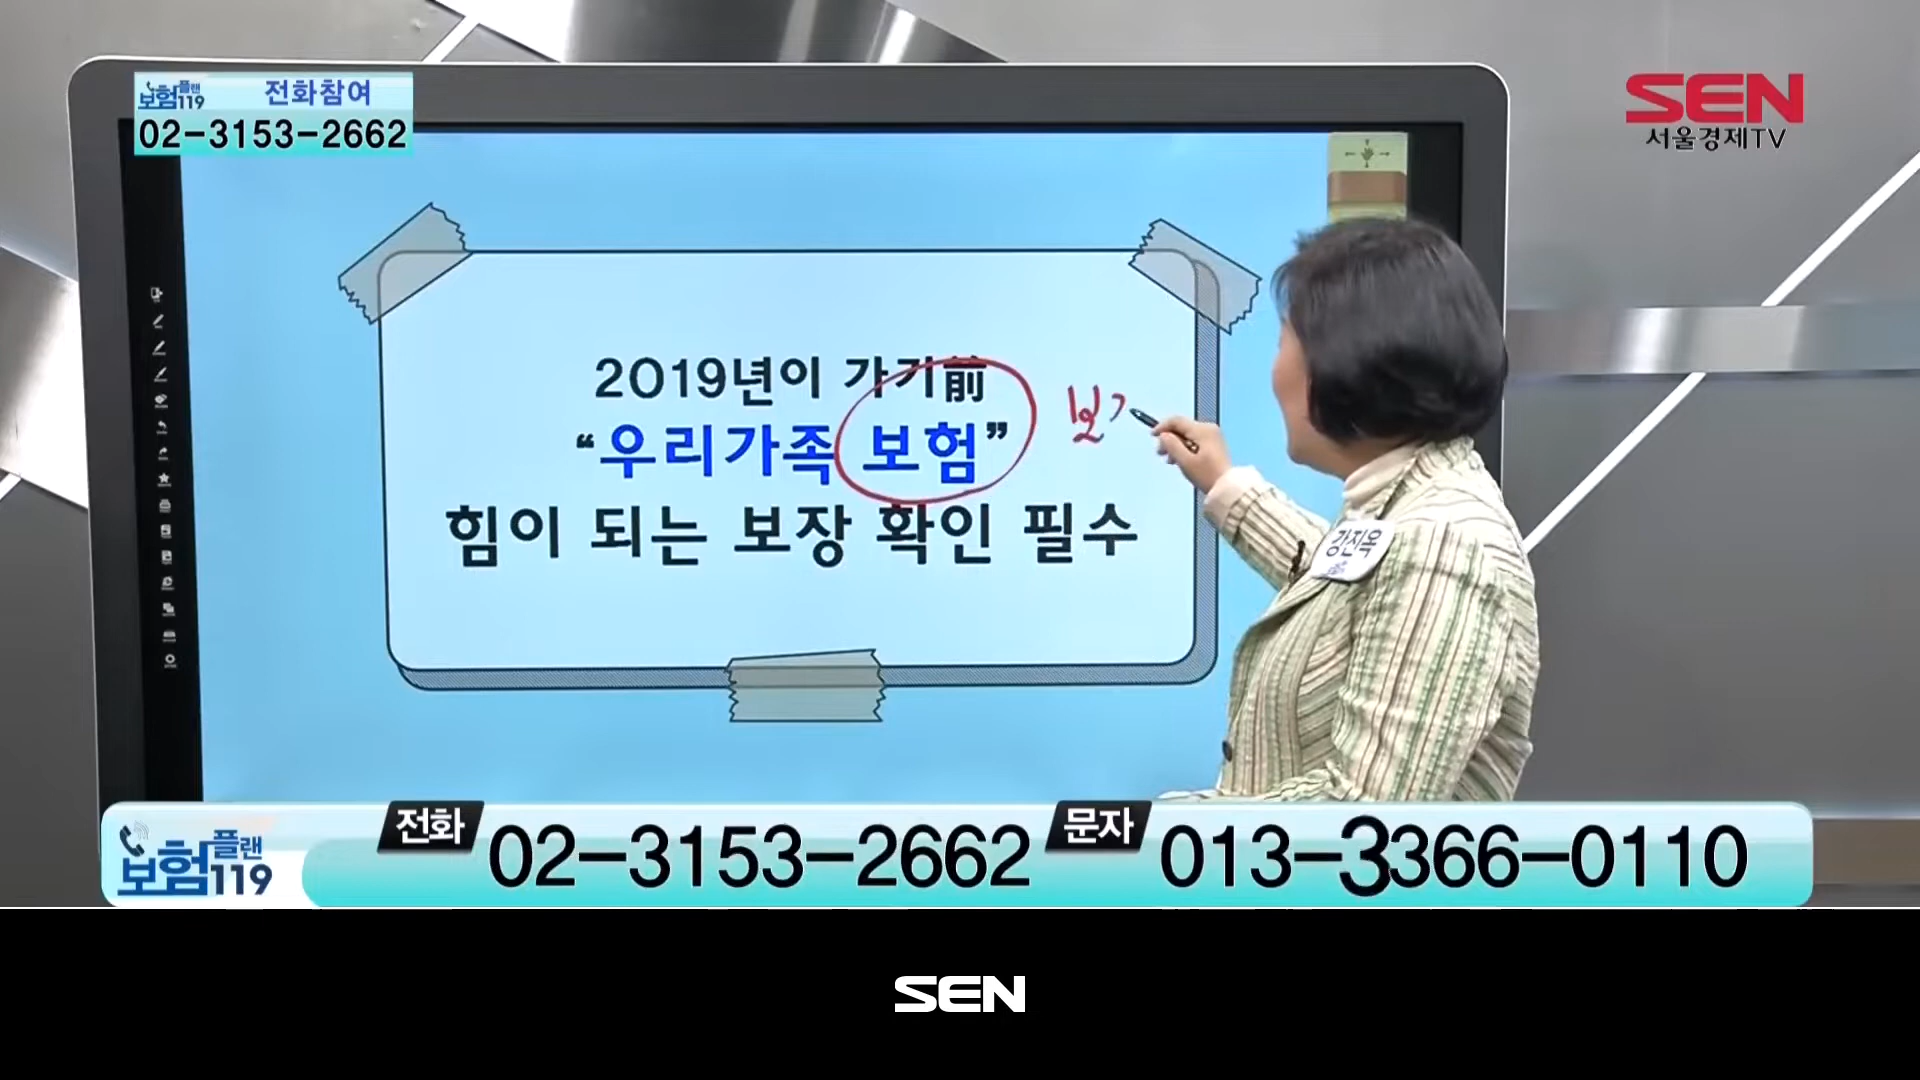 보험플랜119 전화참여
02-3153-2662
SEN
서울경제TV
2019년이 가기前
“우리가족 보험”
힘이 되는 보장 확인 필수
강진옥
보험플랜119
전화 02-3153-2662 문자 013-3366-0110
SEN